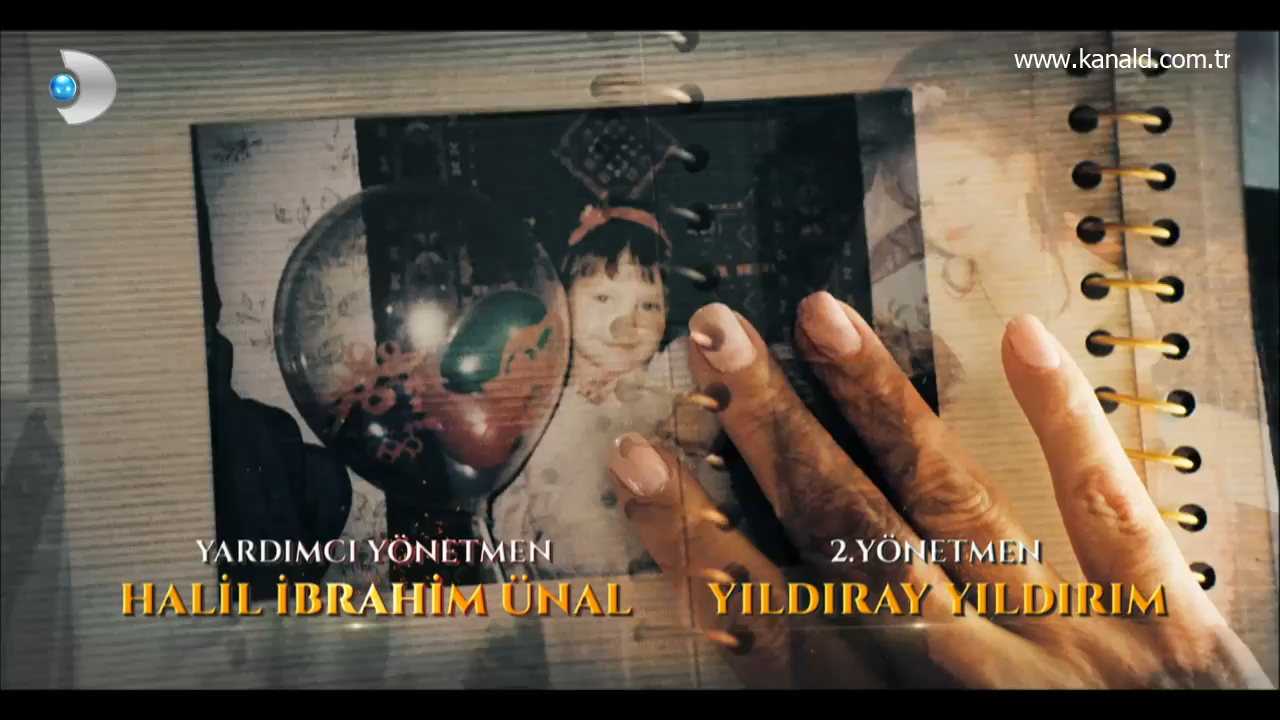 www.kanald.com.tr
YARDIMCI YÖNETMEN
HALİL İBRAHİM ÜNAL
2.YÖNETMEN
YILDIRAY YILDIRIM